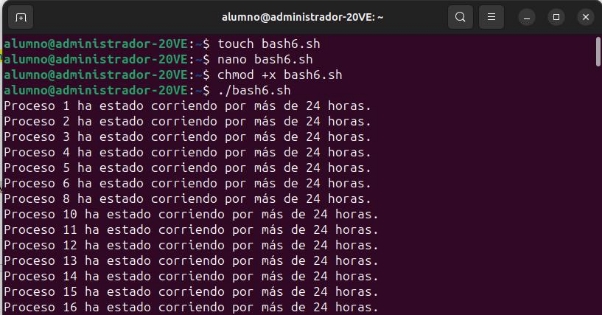 alumno@administrador-20VE: ~
alumno@administrador-20VE:~$ touch bash6.sh
alumno@administrador-20VE:~$ nano bash6.sh
alumno@administrador-20VE:~$ chmod +x bash6.sh
alumno@administrador-20VE:~$ ./bash6.sh
Proceso 1 ha estado corriendo por más de 24 horas.
Proceso 2 ha estado corriendo por más de 24 horas.
Proceso 3 ha estado corriendo por más de 24 horas.
Proceso 4 ha estado corriendo por más de 24 horas.
Proceso 5 ha estado corriendo por más de 24 horas.
Proceso 6 ha estado corriendo por más de 24 horas.
Proceso 8 ha estado corriendo por más de 24 horas.
Proceso 10 ha estado corriendo por más de 24 horas.
Proceso 11 ha estado corriendo por más de 24 horas.
Proceso 12 ha estado corriendo por más de 24 horas.
Proceso 13 ha estado corriendo por más de 24 horas.
Proceso 14 ha estado corriendo por más de 24 horas.
Proceso 15 ha estado corriendo por más de 24 horas.
Proceso 16 ha estado corriendo por más de 24 horas.